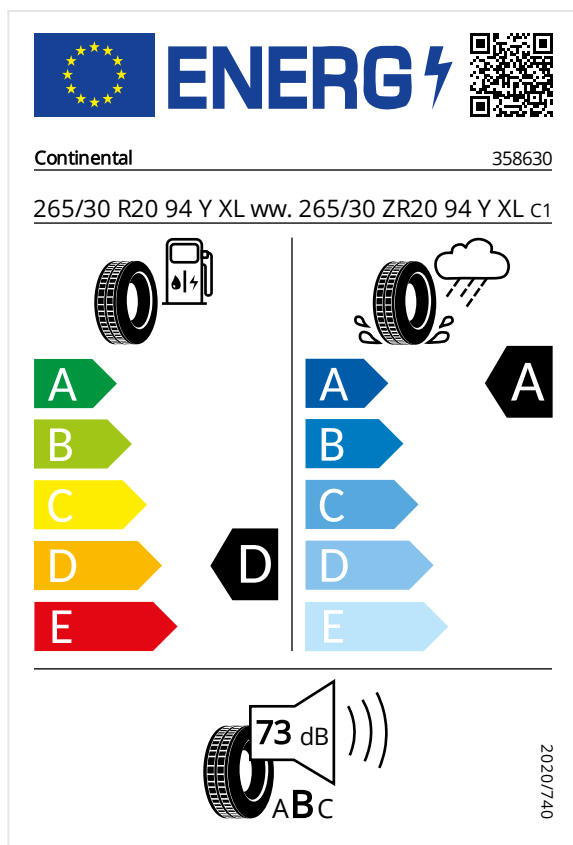 ENERG
Continental 358630
265/30 R20 94 Y XL ww. 265/30 ZR20 94 Y XL C1
A A A
B B
C C
D D D
E E
73 dB
ABC
2020/740